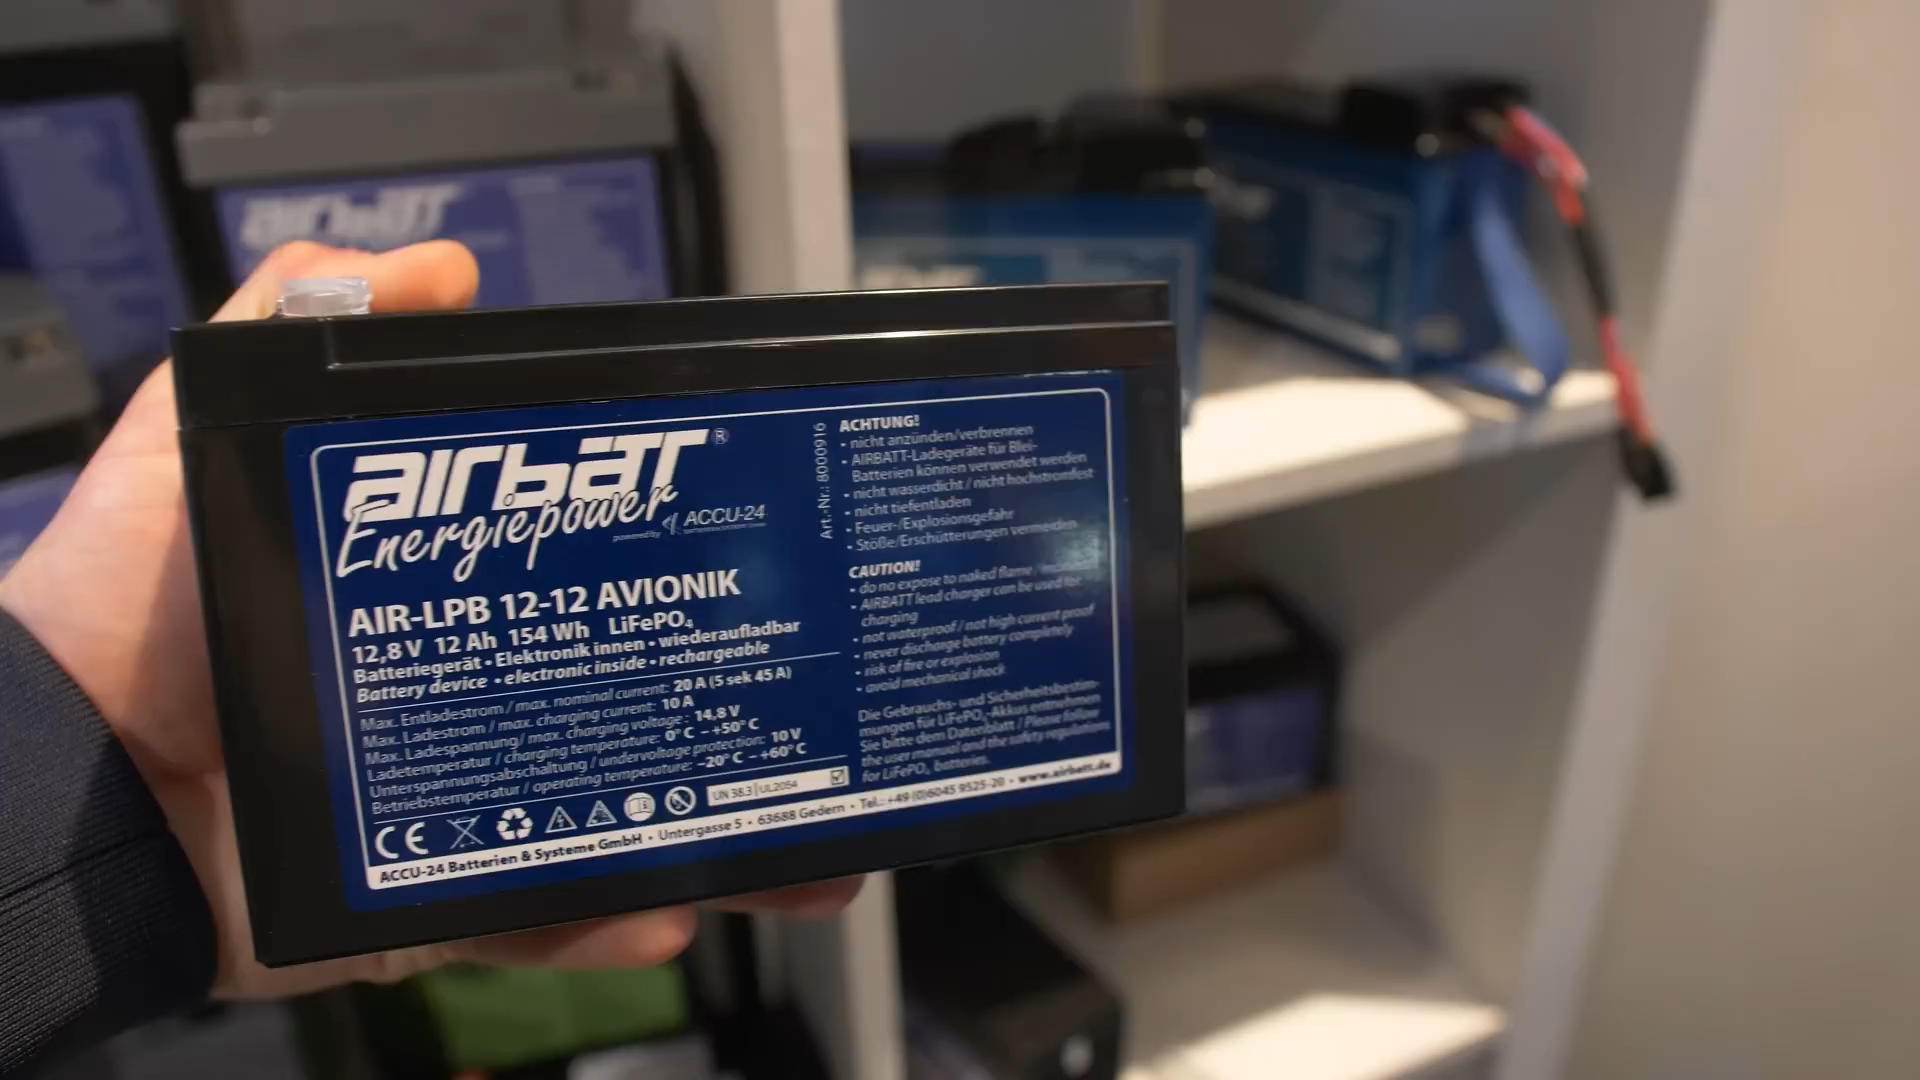 airbatt
airbatt®
Energiepower
powered by ACCU-24
AIR-LPB 12-12 AVIONIK
12,8 V 12 Ah 154 Wh LiFePO₄
Batteriegerät • Elektronik innen • wiederaufladbar
Battery device • electronic inside • rechargeable
Max. Entladestrom / max. nominal current: 20 A (5 sek 45 A)
Max. Ladestrom / max. charging current: 10 A
Max. Ladespannung / max. charging voltage: 14,8 V
Ladetemperatur / charging temperature: 0° C – +50° C
Unterspannungsabschaltung / undervoltage protection: 10 V
Betriebstemperatur / operating temperature: –20° C – +60° C
CE
UN 38.3 | UL2054
Art.-Nr.: 8000916
ACHTUNG!
• nicht anzünden/verbrennen
• AIRBATT-Ladegeräte für Blei-
Batterien können verwendet werden
• nicht wasserdicht / nicht hochstromfest
• nicht tiefentladen
• Feuer-/Explosionsgefahr
• Stöße/Erschütterungen vermeiden
CAUTION!
• do no expose to naked flame /
• AIRBATT lead charger can be used for
charging
• not waterproof / not high current proof
• never discharge battery completely
• risk of fire or explosion
• avoid mechanical shock
Die Gebrauchs- und Sicherheitsbestim-
mungen für LiFePO₄-Akkus entnehmen
Sie bitte dem Datenblatt / Please follow
the user manual and the safety regulations
for LiFePO₄ batteries.
ACCU-24 Batterien & Systeme GmbH • Untergasse 5 • 63688 Gedern • Tel.: +49 (0)6045 9525-20 • www.airbatt.de